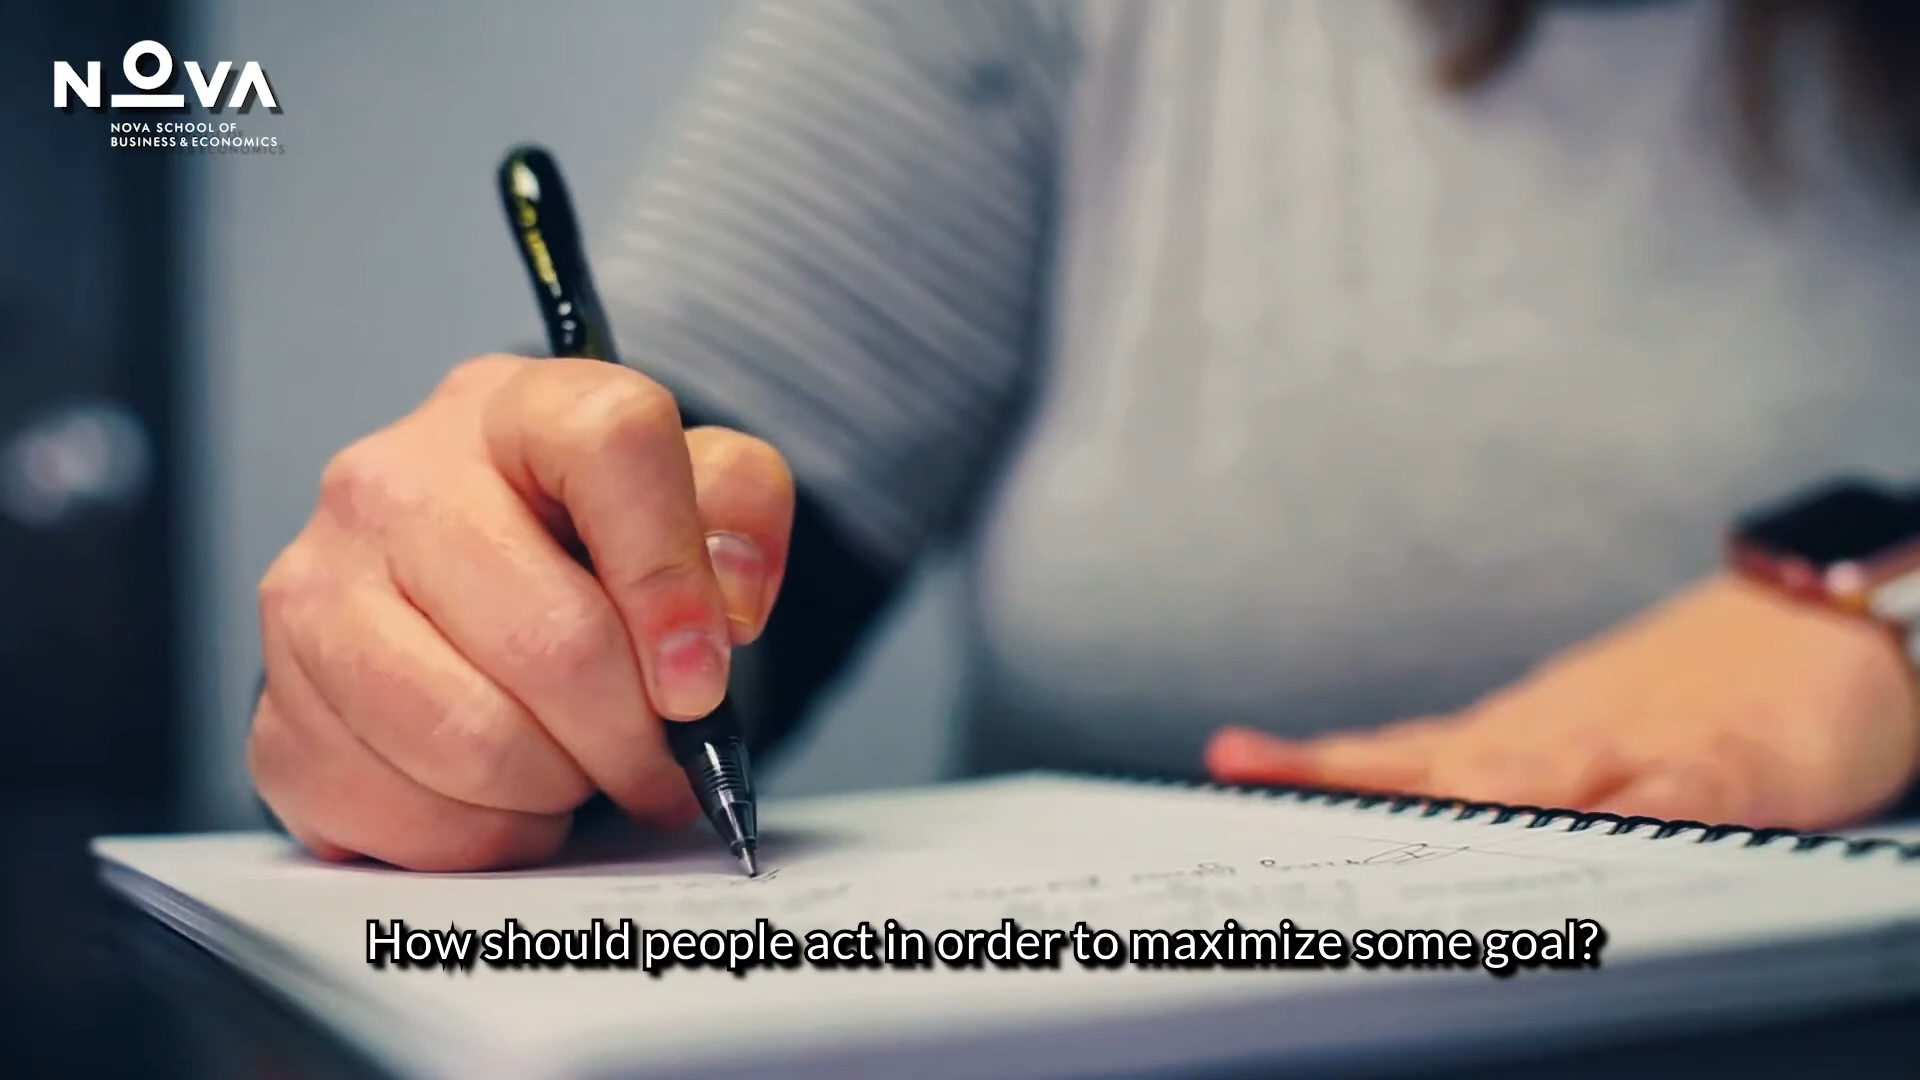 NOVA
NOVA SCHOOL OF
BUSINESS & ECONOMICS
How should people act in order to maximize some goal?